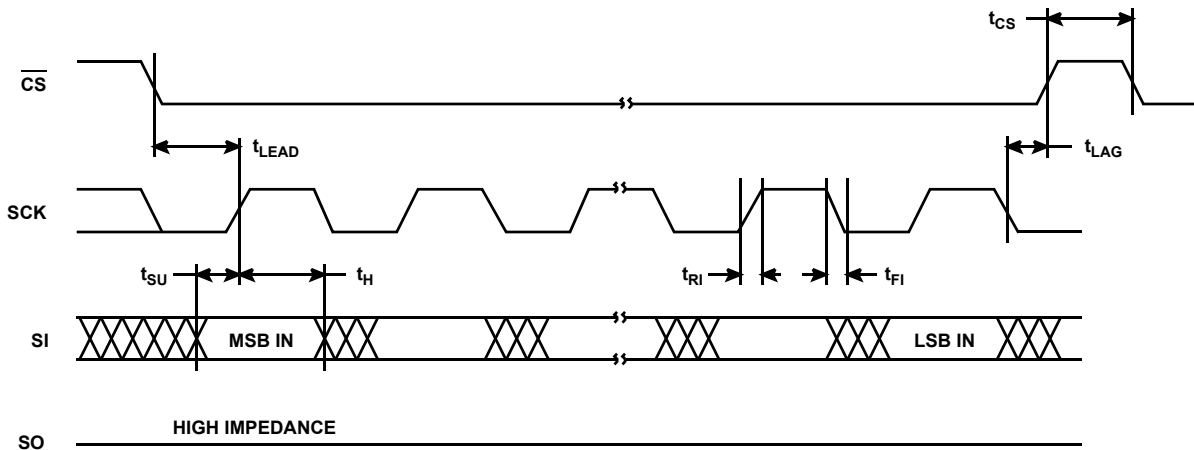 tCS
CS
tLEAD
tLAG
SCK
tSU
tH
tRI
tFI
SI
MSB IN
LSB IN
HIGH IMPEDANCE
SO